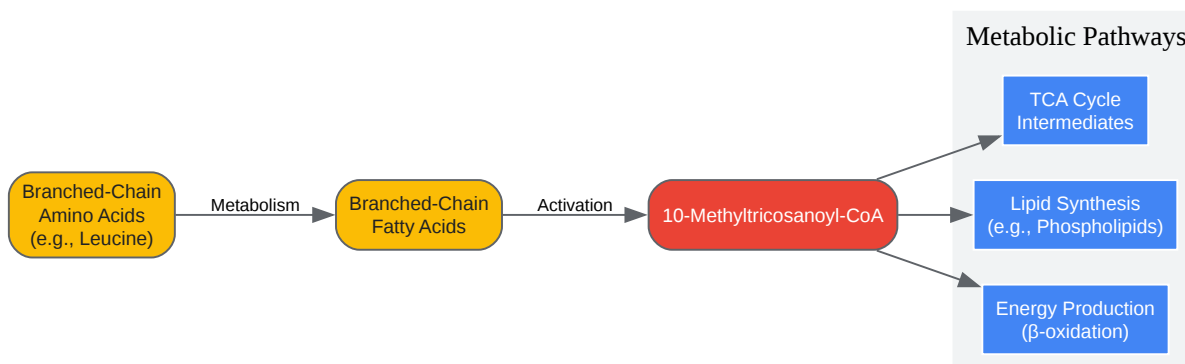 Metabolic Pathways
TCA Cycle
Intermediates
Branched-Chain
Amino Acids
(e.g., Leucine)
Metabolism
Branched-Chain
Fatty Acids
Activation
10-Methyltricosanoyl-CoA
Lipid Synthesis
(e.g., Phospholipids)
Energy Production
(β-oxidation)